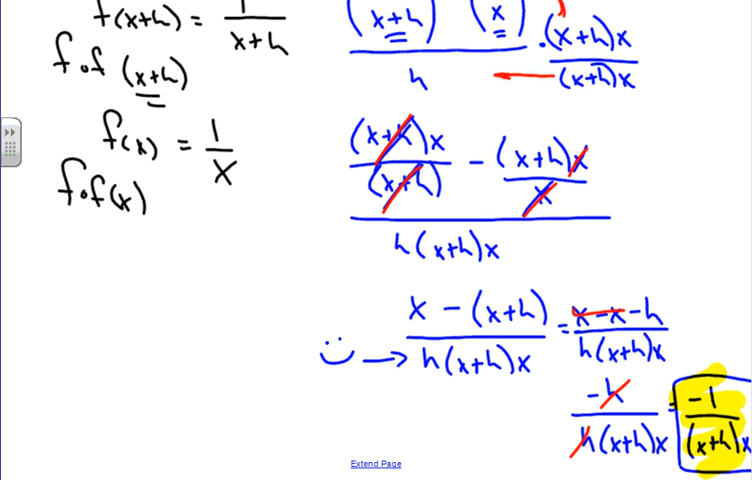 f(x+h) = 1/(x+h)
f of (x+h)
f(x) = 1/x
f of (x)
(x+h) (x) · (x+h)x/(x+h)x
h
(x+h)x/(x+h) - (x+h)x/x
h(x+h)x
x - (x+h)/h(x+h)x = x-x-h/h(x+h)x
-h/h(x+h)x = -1/(x+h)x
Extend Page